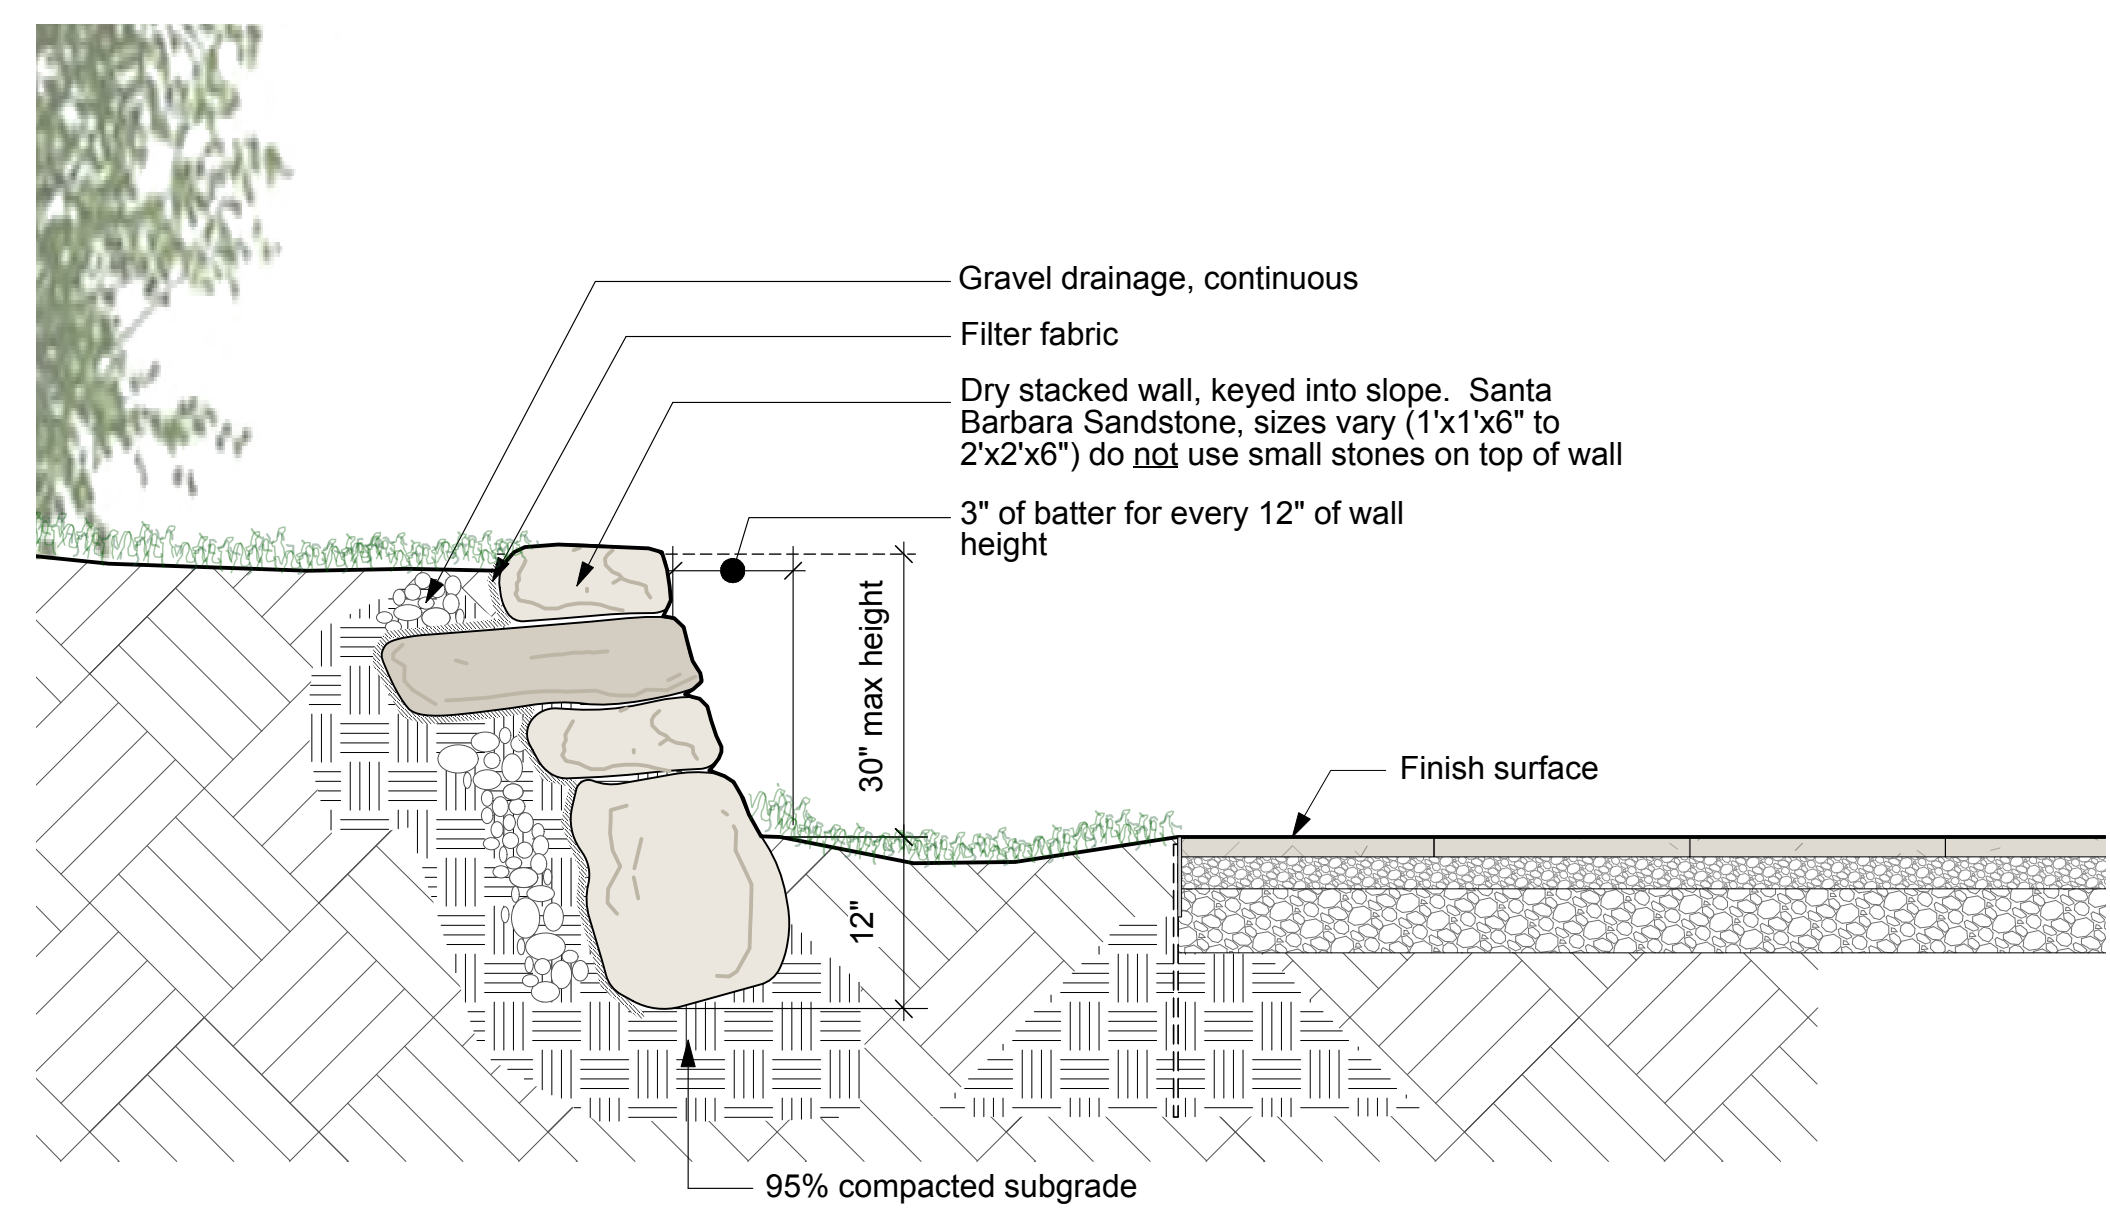 Gravel drainage, continuous
Filter fabric
Dry stacked wall, keyed into slope.  Santa
Barbara Sandstone, sizes vary (1'x1'x6" to
2'x2'x6") do not use small stones on top of wall
3" of batter for every 12" of wall
height
30" max height
Finish surface
12"
95% compacted subgrade